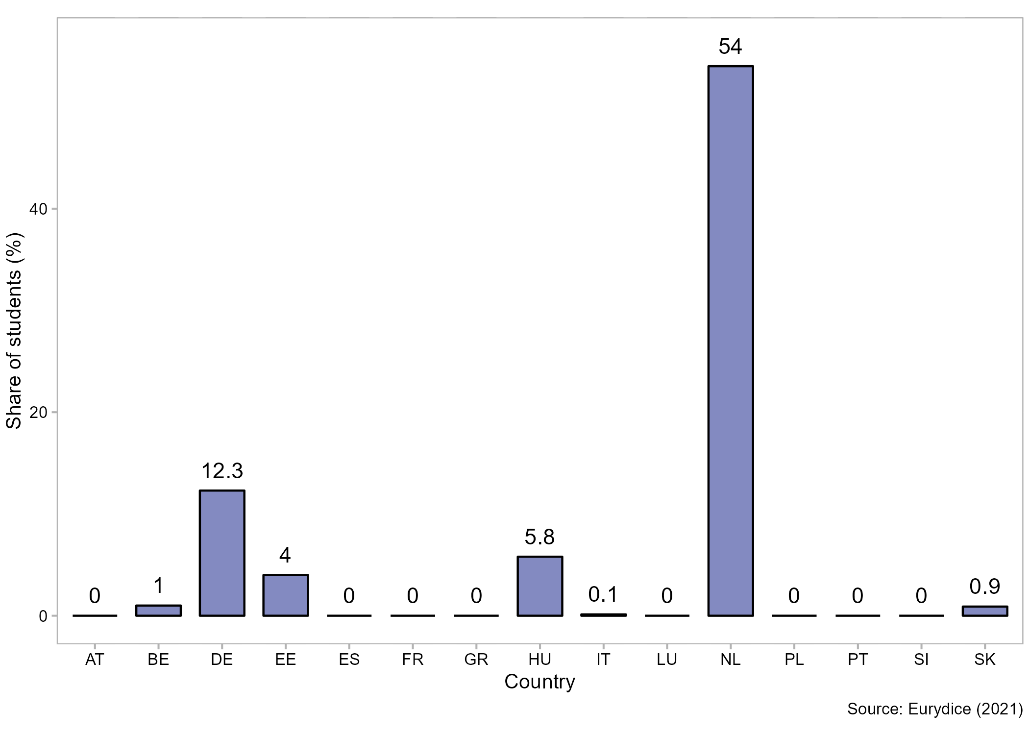 54
40
Share of students (%)
20
12.3
5.8
4
1
0.9
0 0 0 0 0.1 0 0 0 0
0
AT BE DE EE ES FR GR HU IT LU NL PL PT SI SK
Country
Source: Eurydice (2021)